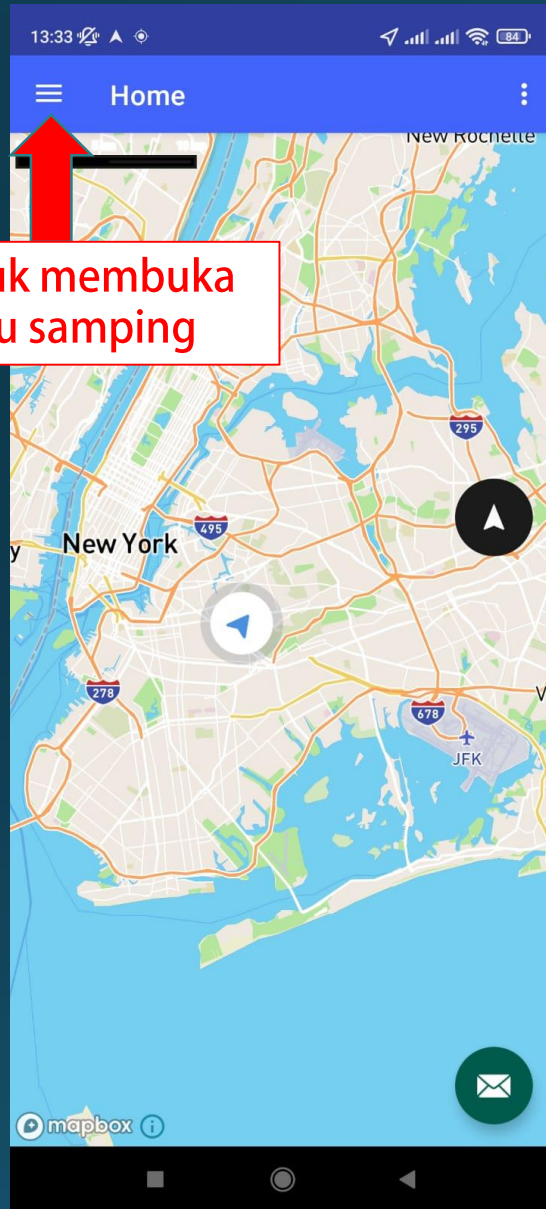 13:33
84
Home
New Rochelle
uk membuka
u samping
295
495
y New York
278
678
V
JFK
mapbox